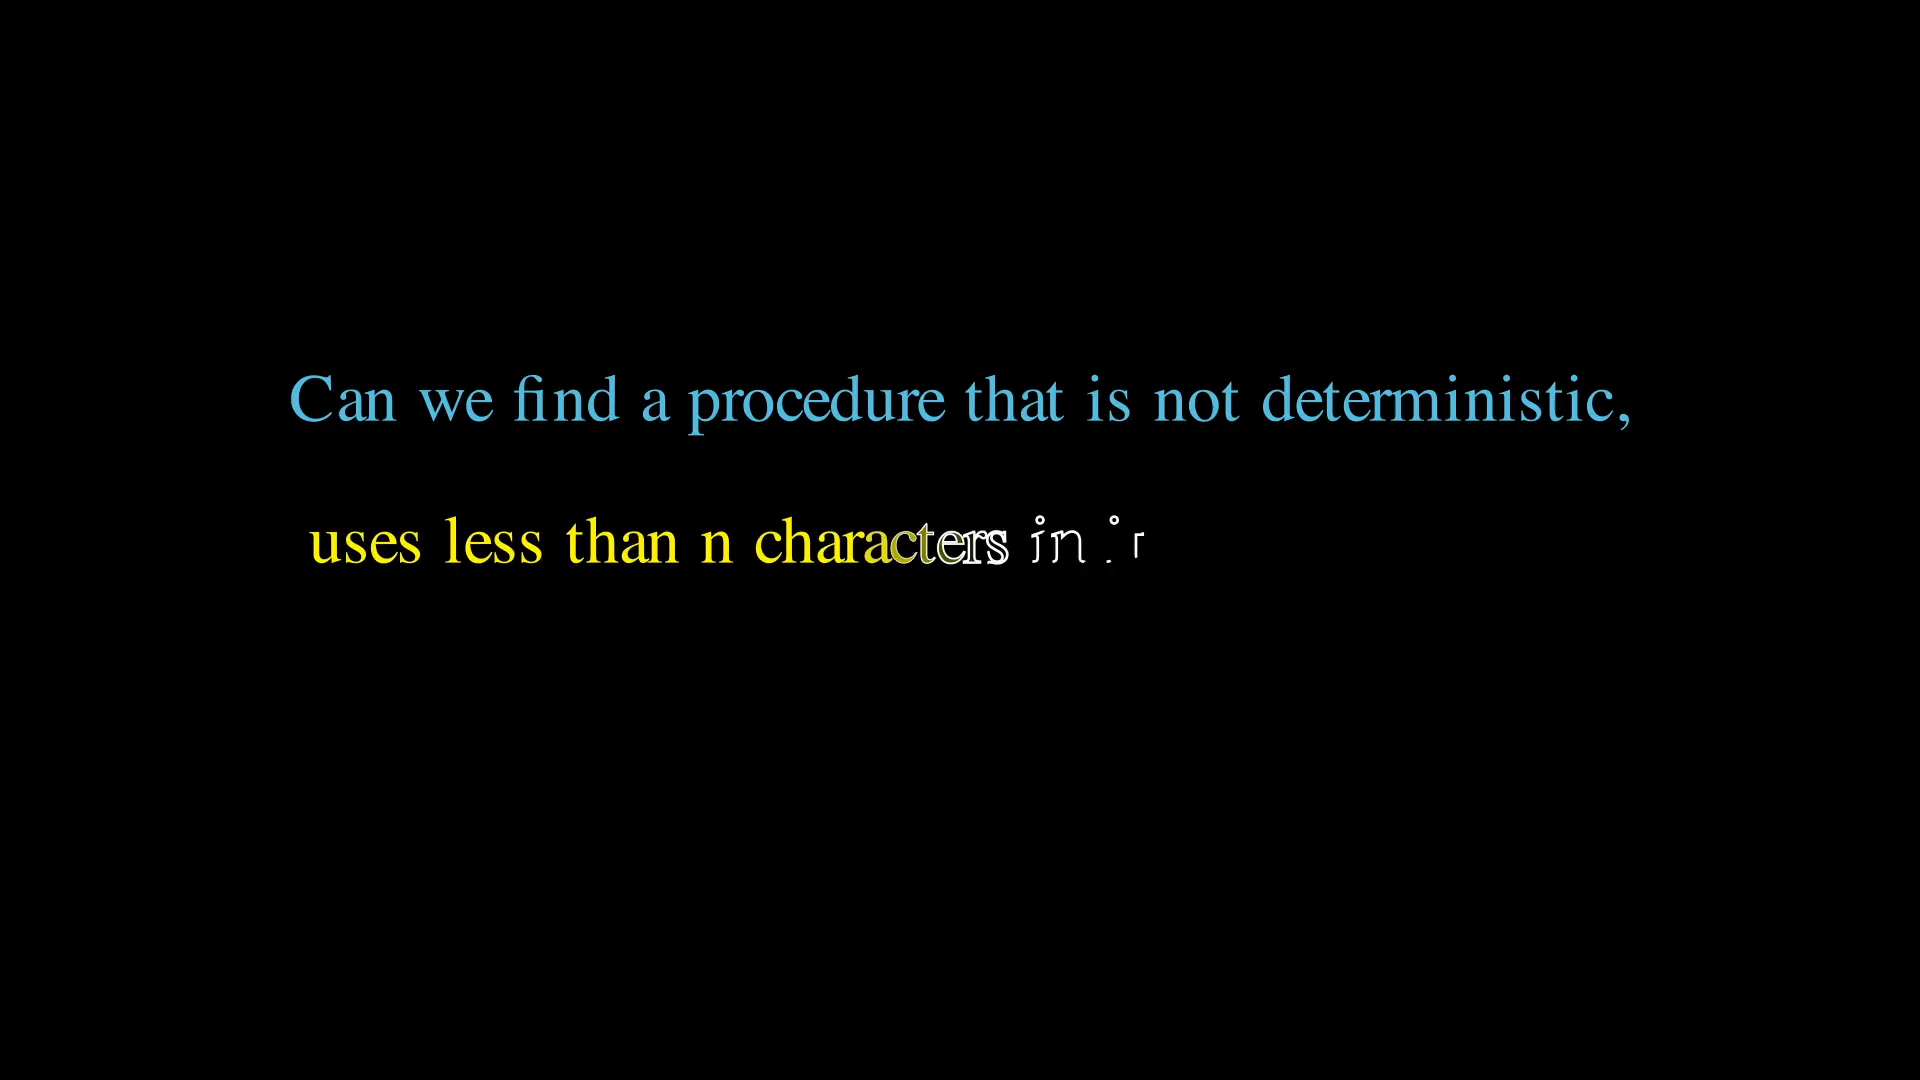 Can we find a procedure that is not deterministic,
uses less than n characters in